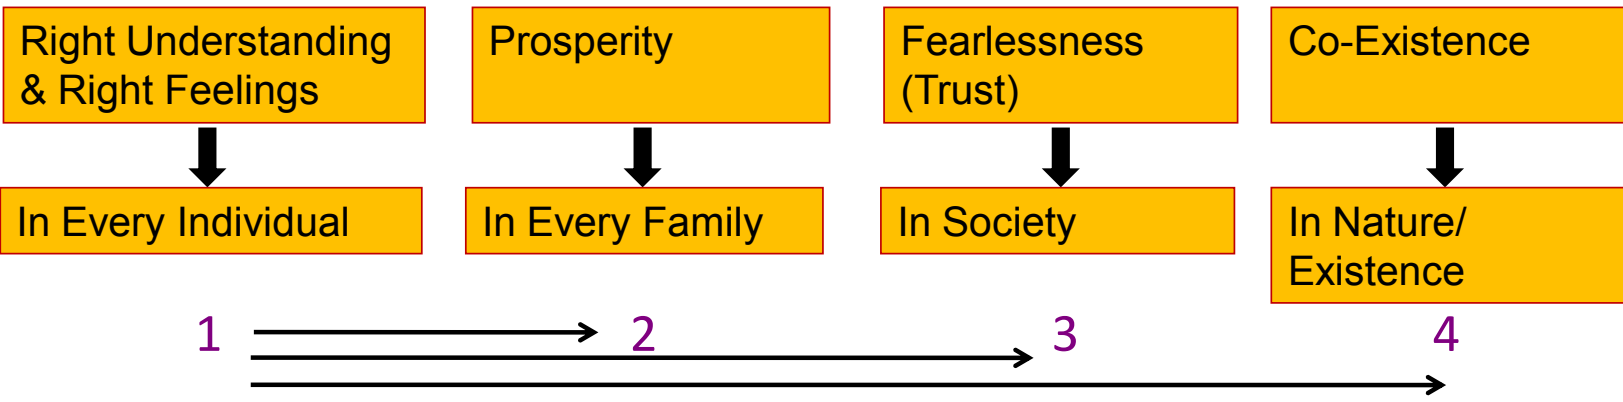 Right Understanding
& Right Feelings
Prosperity
Fearlessness
(Trust)
Co-Existence
In Every Individual
In Every Family
In Society
In Nature/
Existence
1
2
3
4